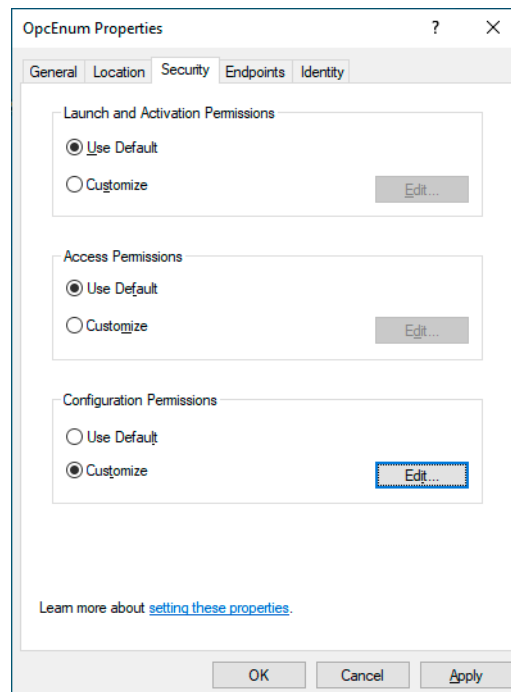 OpcEnum Properties ? ×
General Location Security Endpoints Identity
Launch and Activation Permissions
Use Default
Customize Edit...
Access Permissions
Use Default
Customize Edit...
Configuration Permissions
Use Default
Customize Edit...
Learn more about setting these properties.
OK Cancel Apply